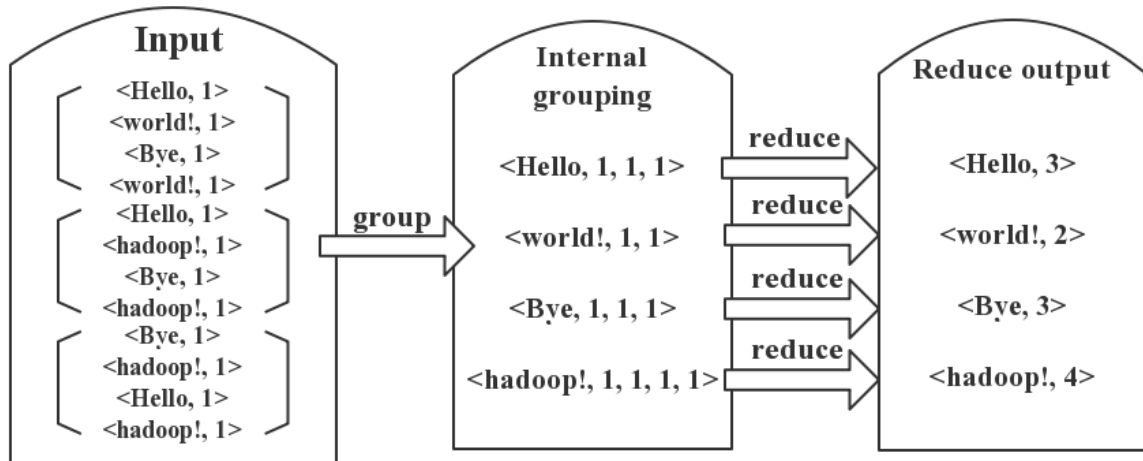 Input
<Hello, 1>
<world!, 1>
<Bye, 1>
<world!, 1>
<Hello, 1>
<hadoop!, 1>
<Bye, 1>
<hadoop!, 1>
<Bye, 1>
<hadoop!, 1>
<Hello, 1>
<hadoop!, 1>
group
Internal
grouping
<Hello, 1, 1, 1>
<world!, 1, 1>
<Bye, 1, 1, 1>
<hadoop!, 1, 1, 1, 1>
reduce
reduce
reduce
reduce
Reduce output
<Hello, 3>
<world!, 2>
<Bye, 3>
<hadoop!, 4>